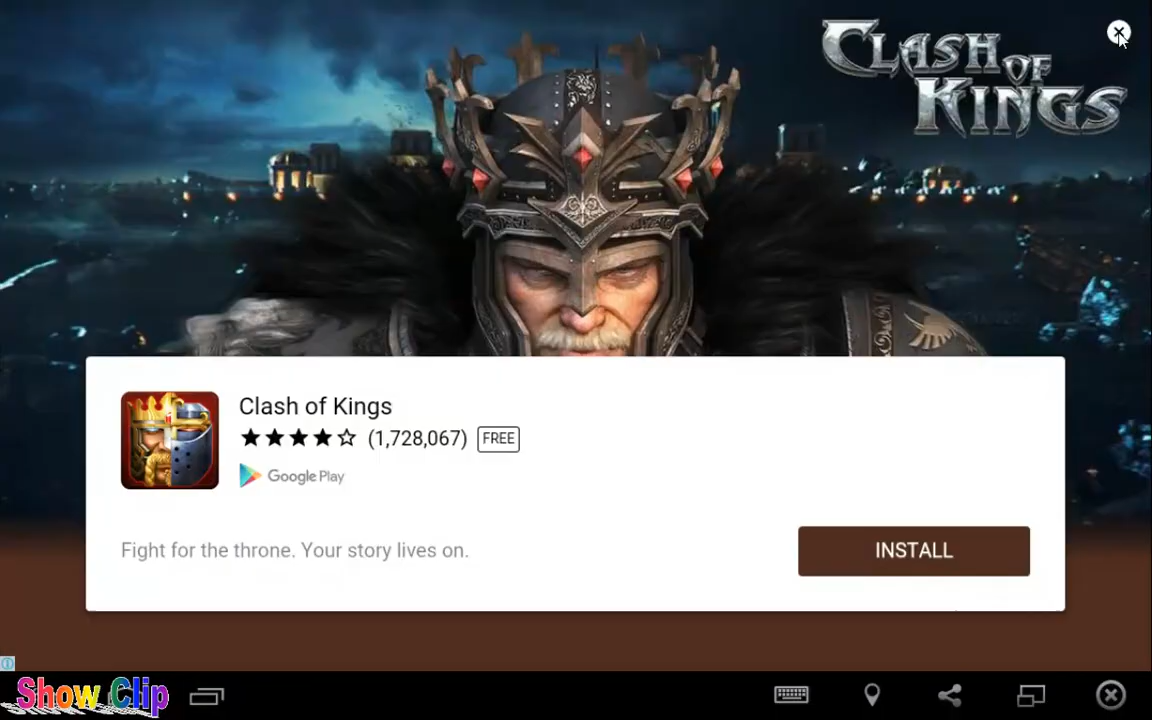 CLASH OF
KINGS
Clash of Kings
(1,728,067) FREE
Google Play
Fight for the throne. Your story lives on.
INSTALL
Show Clip